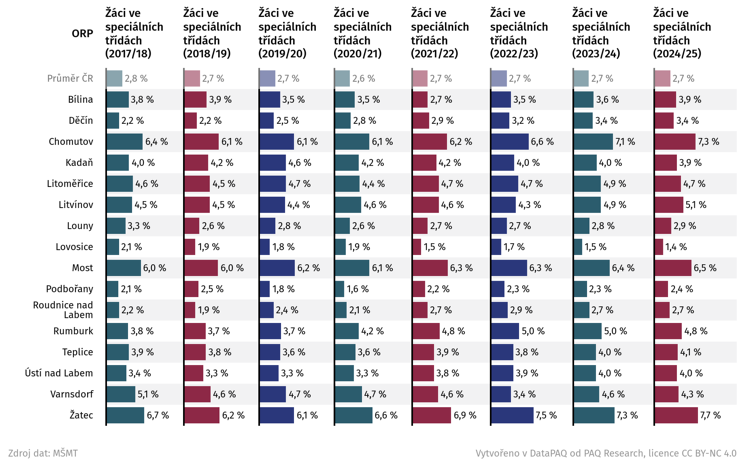 ORP Žáci ve speciálních třídách (2017/18) Žáci ve speciálních třídách (2018/19) Žáci ve speciálních třídách (2019/20) Žáci ve speciálních třídách (2020/21) Žáci ve speciálních třídách (2021/22) Žáci ve speciálních třídách (2022/23) Žáci ve speciálních třídách (2023/24) Žáci ve speciálních třídách (2024/25)
Průměr ČR 2,8 % 2,7 % 2,7 % 2,6 % 2,7 % 2,7 % 2,7 % 2,7 %
Bílina 3,8 % 3,9 % 3,5 % 3,5 % 2,7 % 3,5 % 3,6 % 3,9 %
Děčín 2,2 % 2,2 % 2,5 % 2,8 % 2,9 % 3,2 % 3,4 % 3,4 %
Chomutov 6,4 % 6,1 % 6,1 % 6,1 % 6,2 % 6,6 % 7,1 % 7,3 %
Kadaň 4,0 % 4,2 % 4,6 % 4,2 % 4,2 % 4,0 % 4,0 % 3,9 %
Litoměřice 4,6 % 4,5 % 4,7 % 4,4 % 4,7 % 4,7 % 4,9 % 4,7 %
Litvínov 4,5 % 4,5 % 4,4 % 4,6 % 4,6 % 4,3 % 4,9 % 5,1 %
Louny 3,3 % 2,6 % 2,8 % 2,6 % 2,7 % 2,7 % 2,8 % 2,9 %
Lovosice 2,1 % 1,9 % 1,8 % 1,9 % 1,5 % 1,7 % 1,5 % 1,4 %
Most 6,0 % 6,0 % 6,2 % 6,1 % 6,3 % 6,3 % 6,4 % 6,5 %
Podbořany 2,1 % 2,5 % 1,8 % 1,6 % 2,2 % 2,3 % 2,3 % 2,4 %
Roudnice nad Labem 2,2 % 1,9 % 2,4 % 2,1 % 2,7 % 2,9 % 2,7 % 2,7 %
Rumburk 3,8 % 3,7 % 3,7 % 4,2 % 4,8 % 5,0 % 5,0 % 4,8 %
Teplice 3,9 % 3,8 % 3,6 % 3,6 % 3,9 % 3,8 % 4,0 % 4,1 %
Ústí nad Labem 3,4 % 3,3 % 3,3 % 3,3 % 3,8 % 3,9 % 4,0 % 4,0 %
Varnsdorf 5,1 % 4,6 % 4,7 % 4,7 % 4,6 % 3,4 % 4,6 % 4,3 %
Žatec 6,7 % 6,2 % 6,1 % 6,6 % 6,9 % 7,5 % 7,3 % 7,7 %
Zdroj dat: MŠMT Vytvořeno v DataPAQ od PAQ Research, licence CC BY-NC 4.0